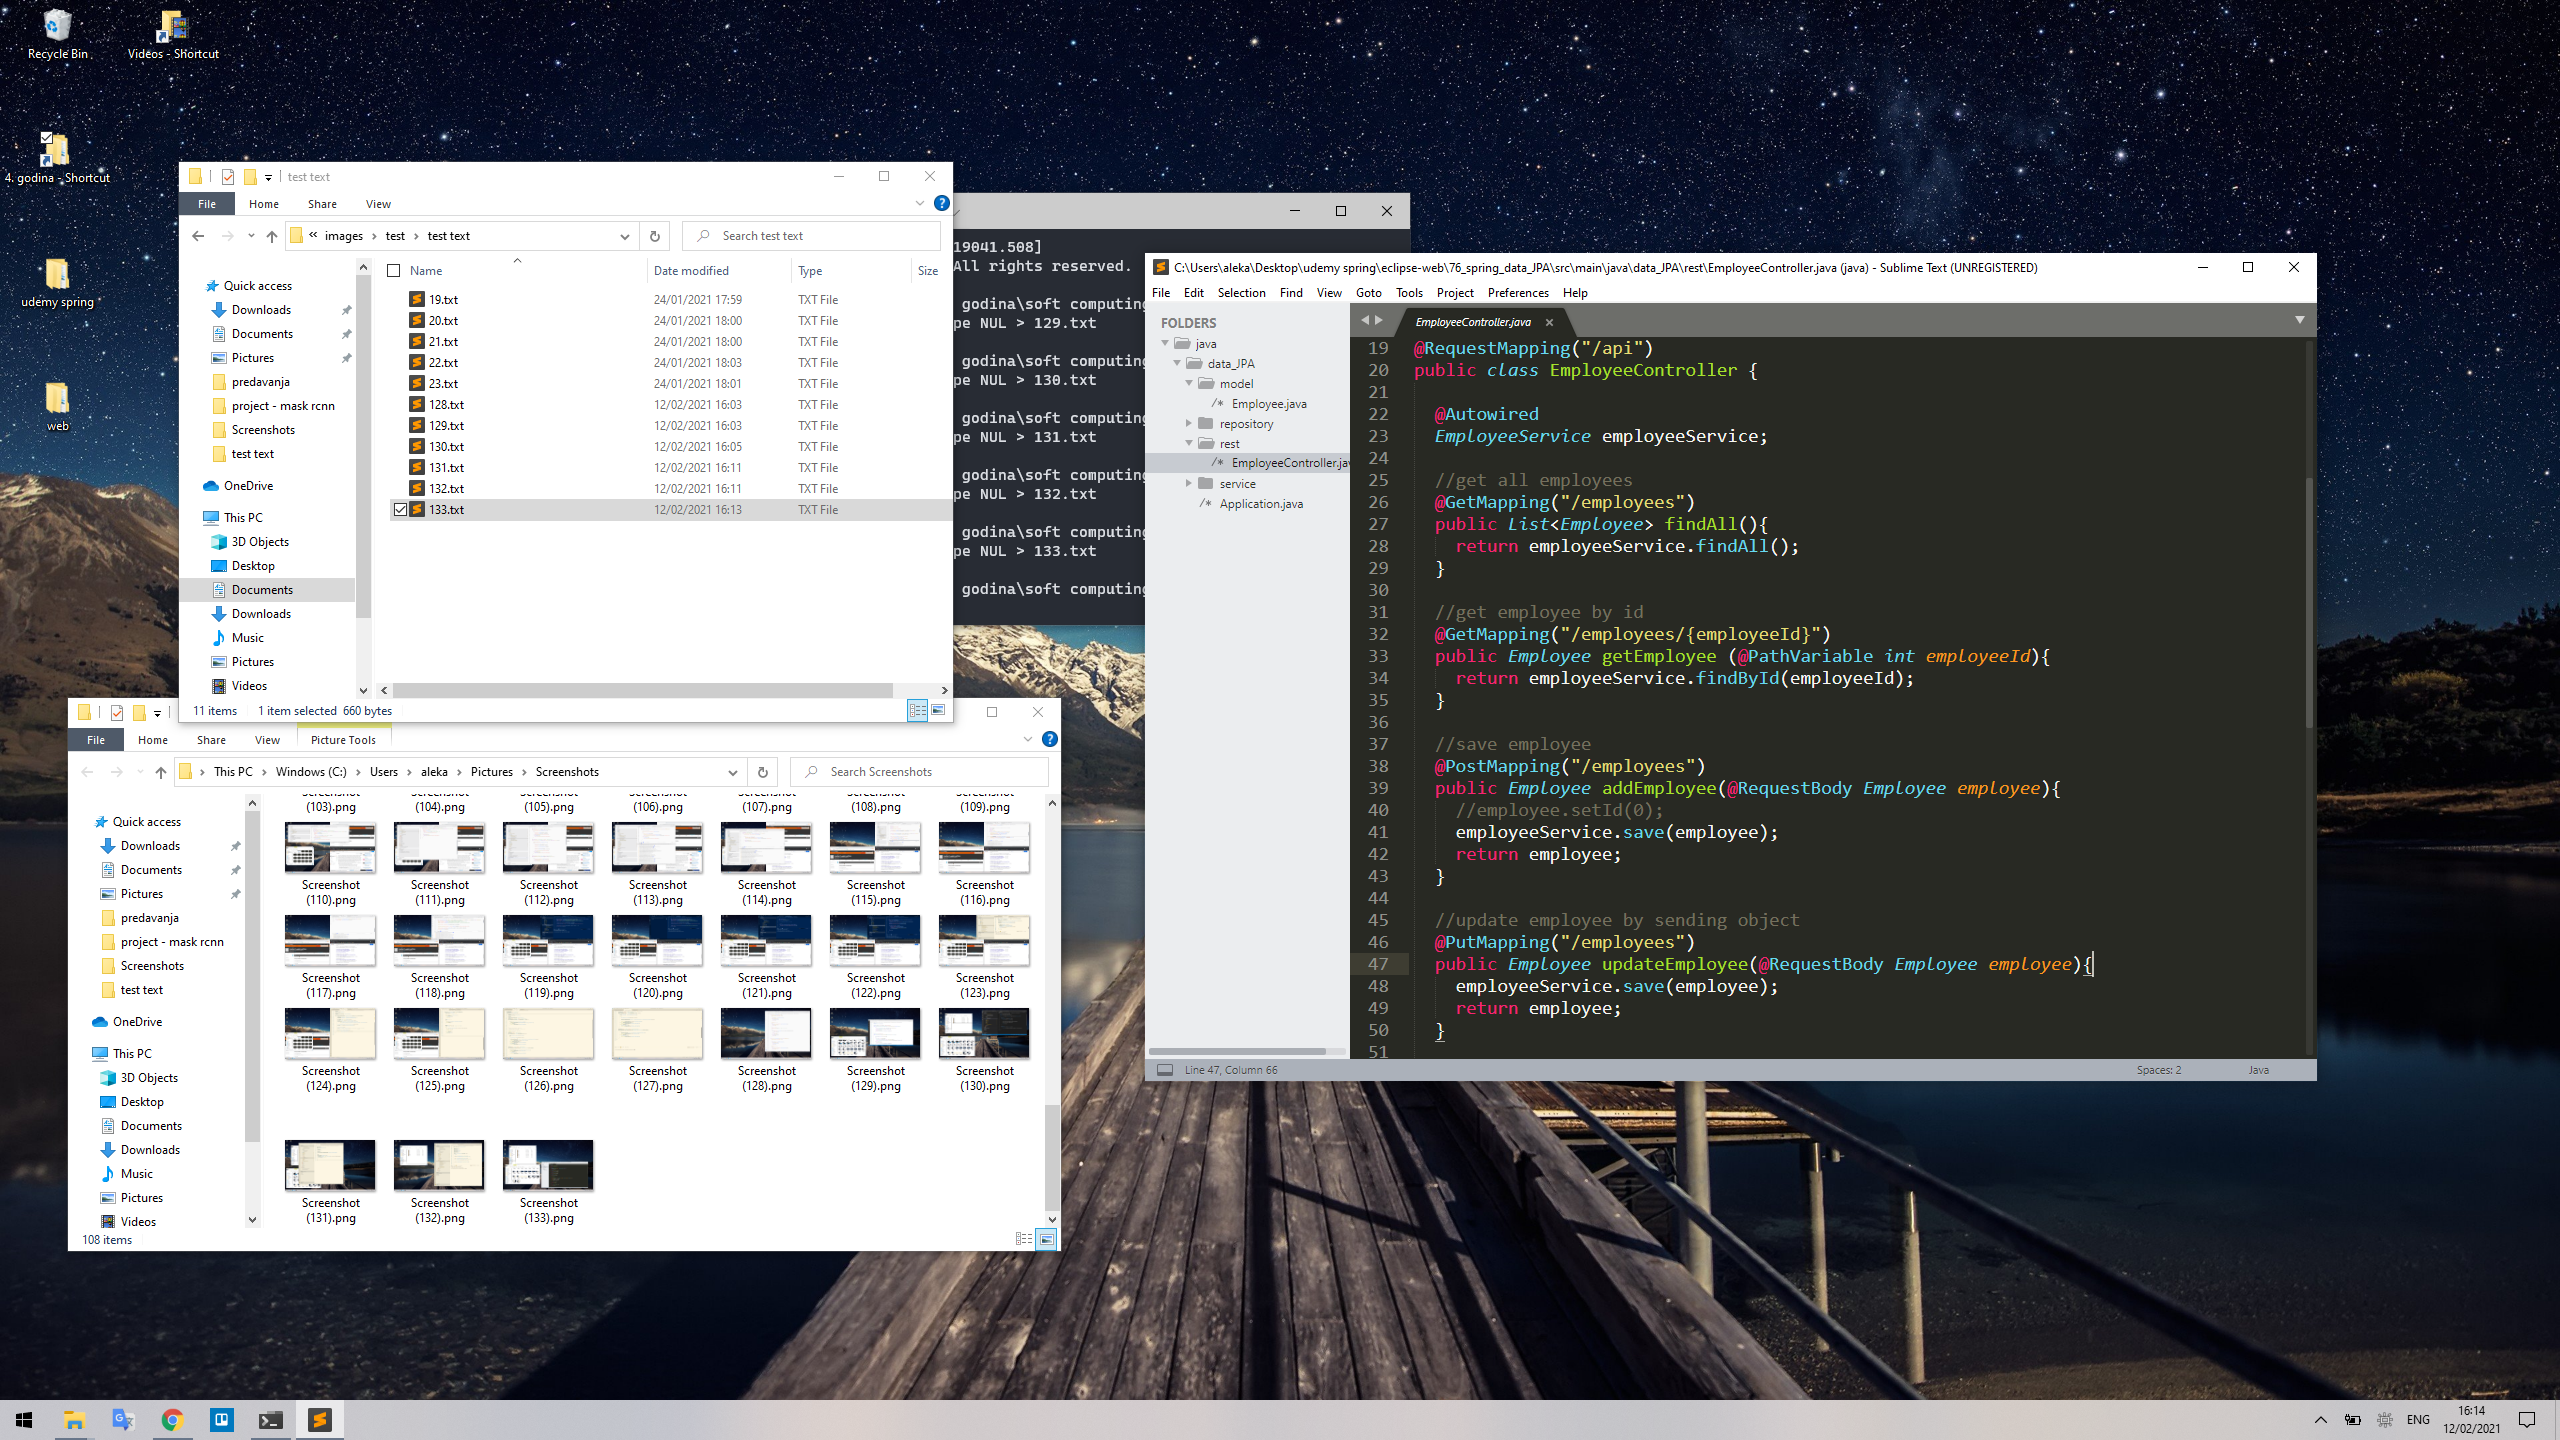 Recycle Bin
Videos - Shortcut
4. godina - Shortcut
udemy spring
web
test text
File Home Share View
images test test text
Search test text
Name Date modified Type Size
Quick access
Downloads
Documents
Pictures
predavanja
project - mask rcnn
Screenshots
test text
OneDrive
This PC
3D Objects
Desktop
Documents
Downloads
Music
Pictures
Videos
19.txt 24/01/2021 17:59 TXT File
20.txt 24/01/2021 18:00 TXT File
21.txt 24/01/2021 18:00 TXT File
22.txt 24/01/2021 18:03 TXT File
23.txt 24/01/2021 18:01 TXT File
128.txt 12/02/2021 16:03 TXT File
129.txt 12/02/2021 16:03 TXT File
130.txt 12/02/2021 16:05 TXT File
131.txt 12/02/2021 16:11 TXT File
132.txt 12/02/2021 16:11 TXT File
133.txt 12/02/2021 16:13 TXT File
11 items 1 item selected 660 bytes
19041.508]
All rights reserved.
godina\soft computing
pe NUL > 129.txt
godina\soft computing
pe NUL > 130.txt
godina\soft computing
pe NUL > 131.txt
godina\soft computing
pe NUL > 132.txt
godina\soft computing
pe NUL > 133.txt
godina\soft computing
File Home Share View Picture Tools
This PC Windows (C:) Users aleka Pictures Screenshots
Search Screenshots
Quick access
Downloads
Documents
Pictures
predavanja
project - mask rcnn
Screenshots
test text
OneDrive
This PC
3D Objects
Desktop
Documents
Downloads
Music
Pictures
Videos
(103).png (104).png (105).png (106).png (107).png (108).png (109).png
Screenshot Screenshot Screenshot Screenshot Screenshot Screenshot Screenshot
(110).png (111).png (112).png (113).png (114).png (115).png (116).png
Screenshot Screenshot Screenshot Screenshot Screenshot Screenshot Screenshot
(117).png (118).png (119).png (120).png (121).png (122).png (123).png
Screenshot Screenshot Screenshot Screenshot Screenshot Screenshot Screenshot
(124).png (125).png (126).png (127).png (128).png (129).png (130).png
Screenshot Screenshot Screenshot
(131).png (132).png (133).png
108 items
C:\Users\aleka\Desktop\udemy spring\eclipse-web\76_spring_data_JPA\src\main\java\data_JPA\rest\EmployeeController.java (java) - Sublime Text (UNREGISTERED)
File Edit Selection Find View Goto Tools Project Preferences Help
FOLDERS
java
data_JPA
model
/* Employee.java
repository
rest
/* EmployeeController.jav
service
/* Application.java
EmployeeController.java
19 @RequestMapping("/api")
20 public class EmployeeController {
21
22 @Autowired
23 EmployeeService employeeService;
24
25 //get all employees
26 @GetMapping("/employees")
27 public List<Employee> findAll(){
28 return employeeService.findAll();
29 }
30
31 //get employee by id
32 @GetMapping("/employees/{employeeId}")
33 public Employee getEmployee (@PathVariable int employeeId){
34 return employeeService.findById(employeeId);
35 }
36
37 //save employee
38 @PostMapping("/employees")
39 public Employee addEmployee(@RequestBody Employee employee){
40 //employee.setId(0);
41 employeeService.save(employee);
42 return employee;
43 }
44
45 //update employee by sending object
46 @PutMapping("/employees")
47 public Employee updateEmployee(@RequestBody Employee employee){
48 employeeService.save(employee);
49 return employee;
50 }
51
Line 47, Column 66 Spaces: 2 Java
ENG
16:14
12/02/2021